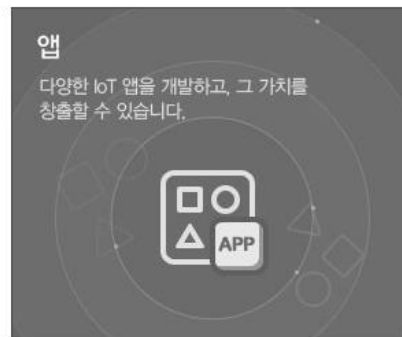 앱
다양한 IoT 앱을 개발하고, 그 가치를
창출할 수 있습니다.
APP